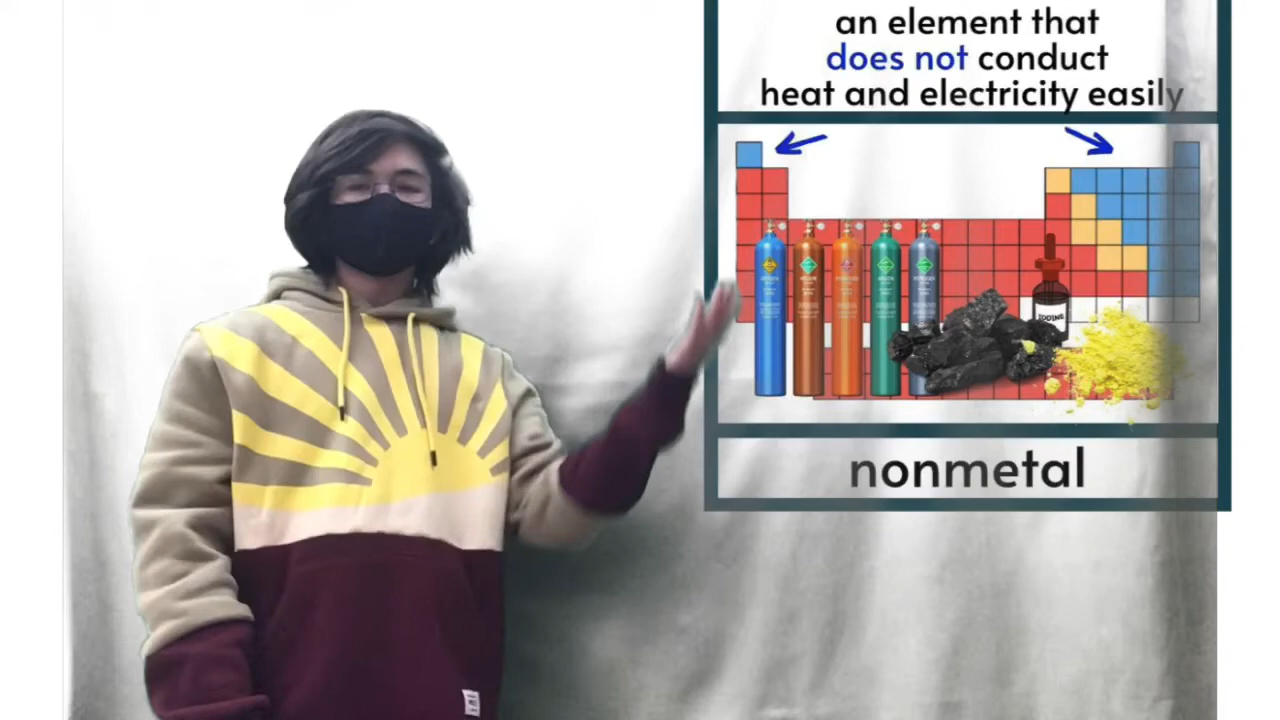 an element that
does not conduct
heat and electricity easily
IODINE
nonmetal